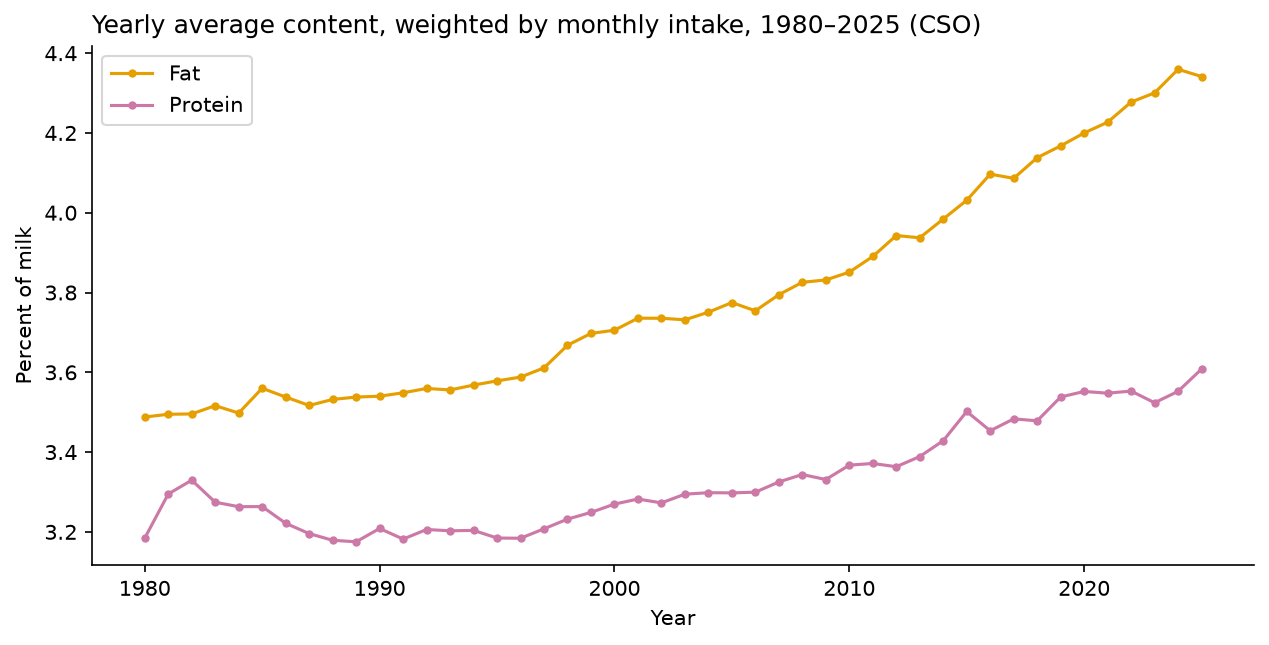 Yearly average content, weighted by monthly intake, 1980–2025 (CSO)
4.4
4.2
4.0
3.8
3.6
3.4
3.2
Percent of milk
Fat
Protein
1980
1990
2000
2010
2020
Year